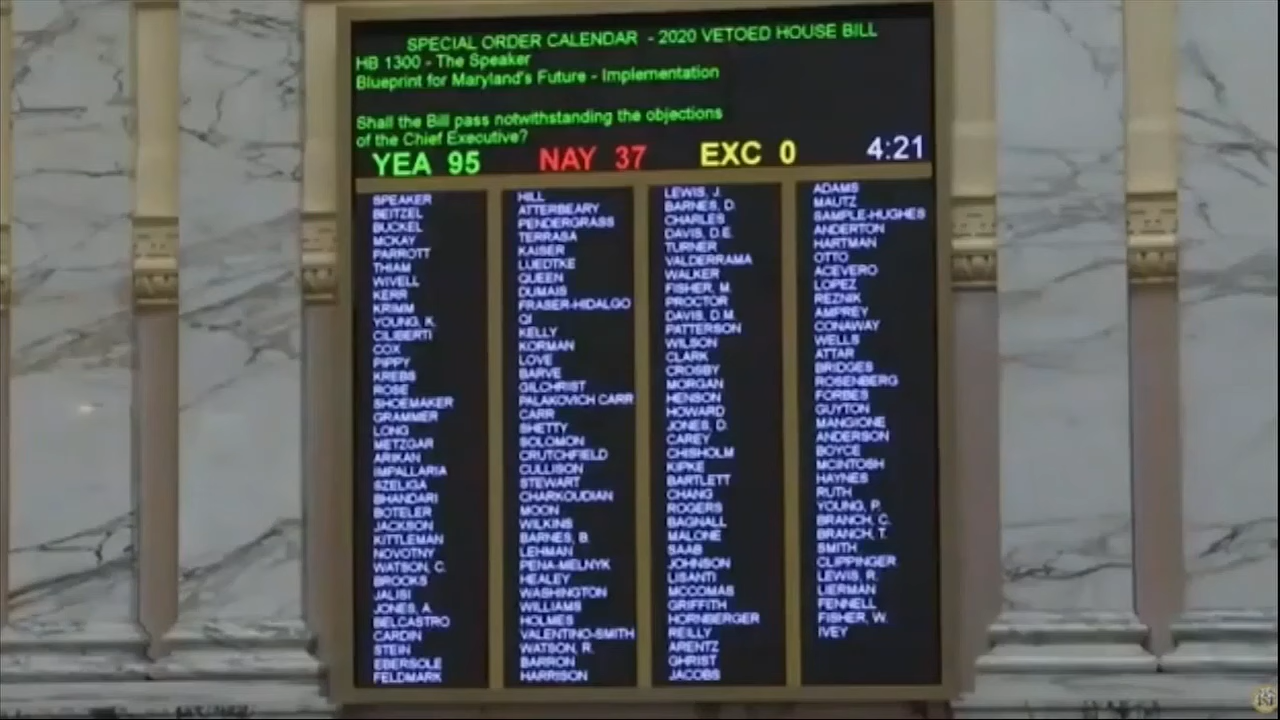 SPECIAL ORDER CALENDAR - 2020 VETOED HOUSE BILL
HB 1300 - The Speaker
Blueprint for Maryland's Future - Implementation
Shall the Bill pass notwithstanding the objections
of the Chief Executive?
YEA 95 NAY 37 EXC 0 4:21
SPEAKER
BEITZEL
BUCKEL
MCKAY
PARROTT
THIAM
WIVELL
KERR
KRIMM
YOUNG, K.
CILIBERTI
COX
PIPPY
KREBS
ROSE
SHOEMAKER
GRAMMER
LONG
METZGAR
ARIKAN
IMPALLARIA
SZELIGA
BHANDARI
BOTELER
JACKSON
KITTLEMAN
NOVOTNY
WATSON, C.
BROOKS
JALISI
JONES, A.
BELCASTRO
CARDIN
STEIN
EBERSOLE
FELDMARK
HILL
ATTERBEARY
PENDERGRASS
TERRASA
KAISER
LUEDTKE
QUEEN
DUMAIS
FRASER-HIDALGO
QI
KELLY
KORMAN
LOVE
BARVE
GILCHRIST
PALAKOVICH CARR
CARR
SHETTY
SOLOMON
CRUTCHFIELD
CULLISON
STEWART
CHARKOUDIAN
MOON
WILKINS
BARNES, B.
LEHMAN
PENA-MELNYK
HEALEY
WASHINGTON
WILLIAMS
HOLMES
VALENTINO-SMITH
WATSON, R.
BARRON
HARRISON
LEWIS, J.
BARNES, D.
CHARLES
DAVIS, D.E.
TURNER
VALDERRAMA
WALKER
FISHER, M.
PROCTOR
DAVIS, D.M.
PATTERSON
WILSON
CLARK
CROSBY
MORGAN
HENSON
HOWARD
JONES, D.
CAREY
CHISHOLM
KIPKE
BARTLETT
CHANG
ROGERS
BAGNALL
MALONE
SAAB
JOHNSON
LISANTI
MCCOMAS
GRIFFITH
HORNBERGER
REILLY
ARENTZ
GHRIST
JACOBS
ADAMS
MAUTZ
SAMPLE-HUGHES
ANDERTON
HARTMAN
OTTO
ACEVERO
LOPEZ
REZNIK
AMPREY
CONAWAY
WELLS
ATTAR
BRIDGES
ROSENBERG
FORBES
GUYTON
MANGIONE
ANDERSON
BOYCE
MCINTOSH
HAYNES
RUTH
YOUNG, P.
BRANCH, C.
BRANCH, T.
SMITH
CLIPPINGER
LEWIS, R.
LIERMAN
FENNELL
FISHER, W.
IVEY